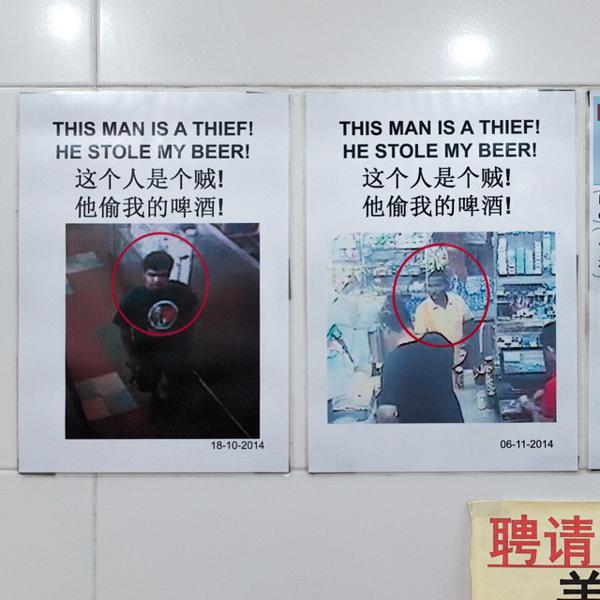 THIS MAN IS A THIEF!
HE STOLE MY BEER!
这个人是个贼!
他偷我的啤酒!
18-10-2014
THIS MAN IS A THIEF!
HE STOLE MY BEER!
这个人是个贼!
他偷我的啤酒!
06-11-2014
聘请